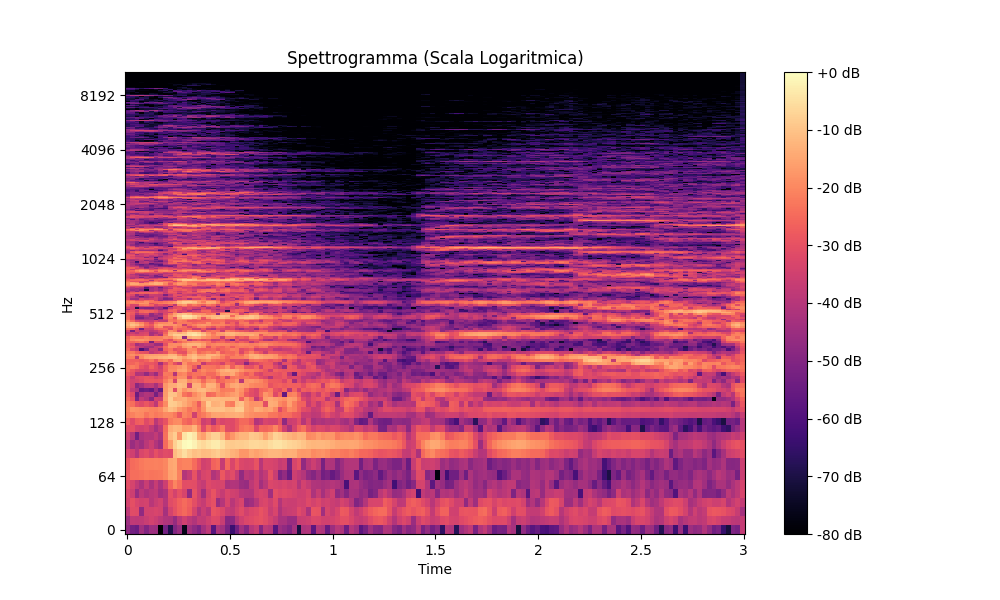 Spettrogramma (Scala Logaritmica)
8192
4096
2048
1024
512
256
128
64
0
Hz
0
0.5
1
1.5
2
2.5
3
Time
+0 dB
-10 dB
-20 dB
-30 dB
-40 dB
-50 dB
-60 dB
-70 dB
-80 dB